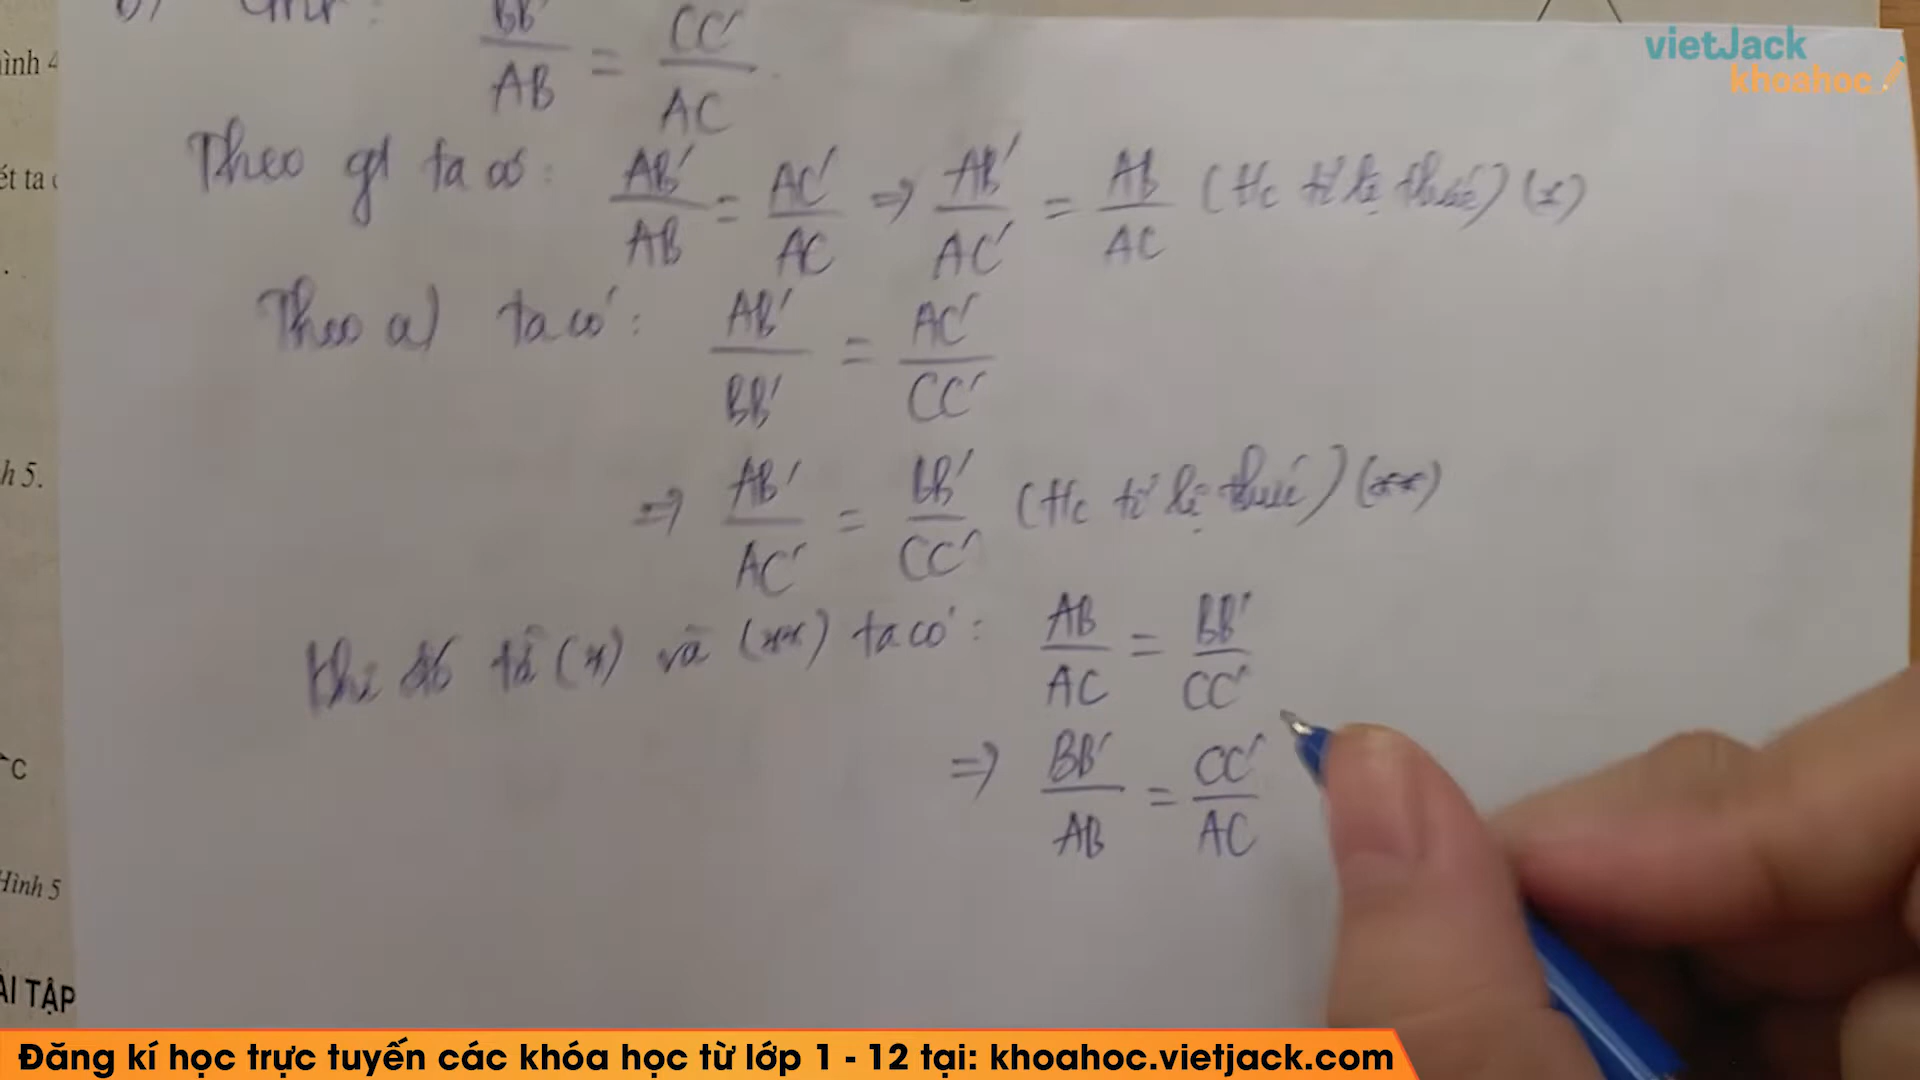 vietJack
khoahoc
b) CMR: BB'/AB = CC'/AC.
Theo gt ta có: AB'/AB = AC'/AC => AB'/AC' = AB/AC (t/c tỉ lệ thức) (*)
Theo a) ta có: AB'/BB' = AC'/CC'
=> AB'/AC' = BB'/CC' (t/c tỉ lệ thức) (**)
Khi đó từ (*) và (**) ta có: AB/AC = BB'/CC'
=> BB'/AB = CC'/AC
ình 4
ét ta c
h 5.
C
Hình 5
ÀI TẬP
Đăng kí học trực tuyến các khóa học từ lớp 1 - 12 tại: khoahoc.vietjack.com